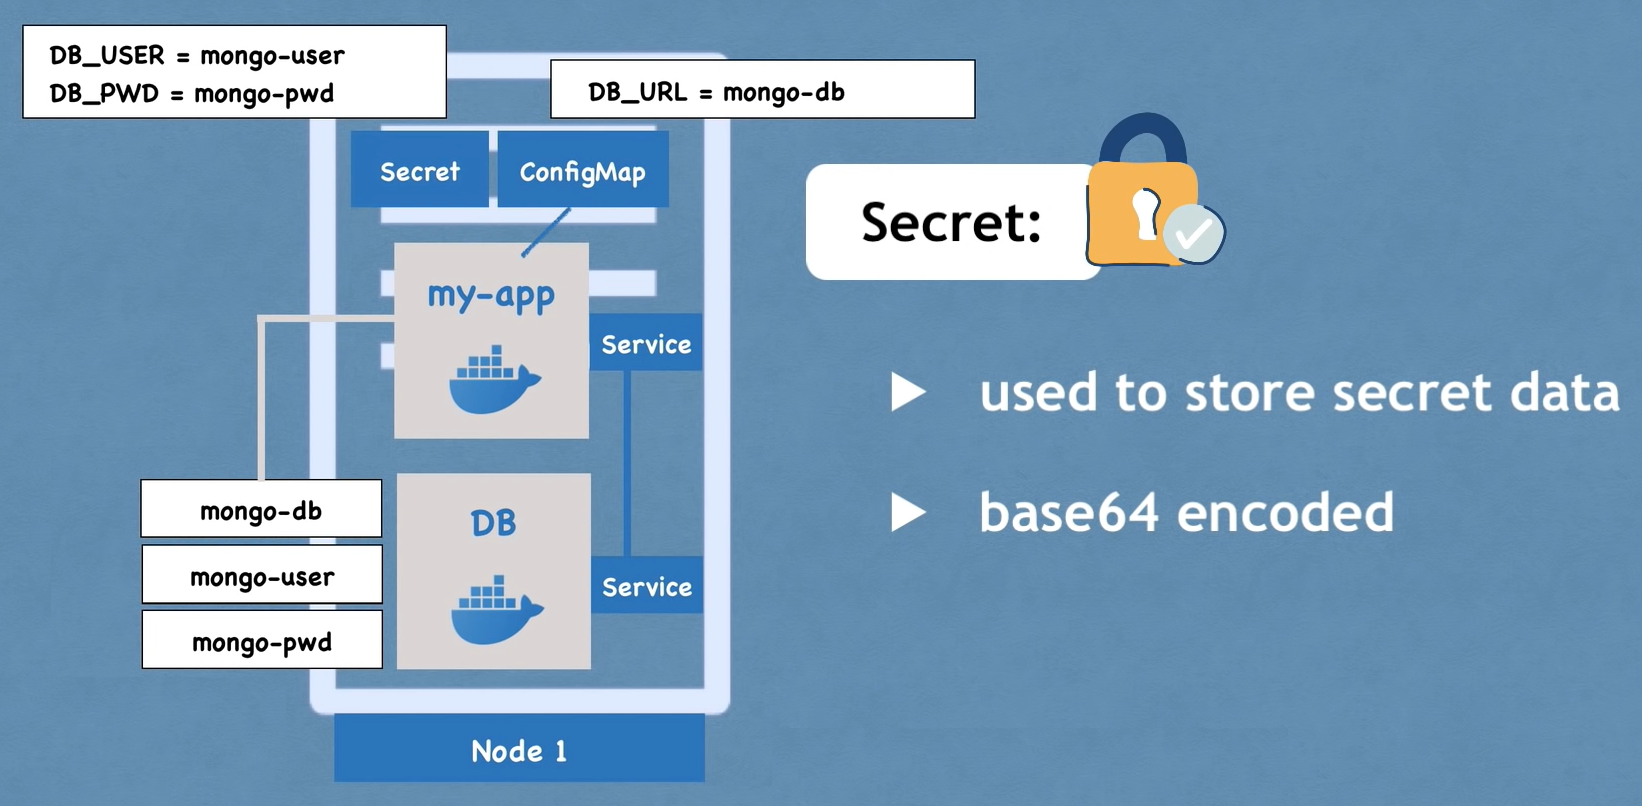 DB_USER = mongo-user
DB_PWD = mongo-pwd
DB_URL = mongo-db
Secret
ConfigMap
my-app
Service
mongo-db
mongo-user
mongo-pwd
DB
Service
Node 1
Secret:
used to store secret data
base64 encoded